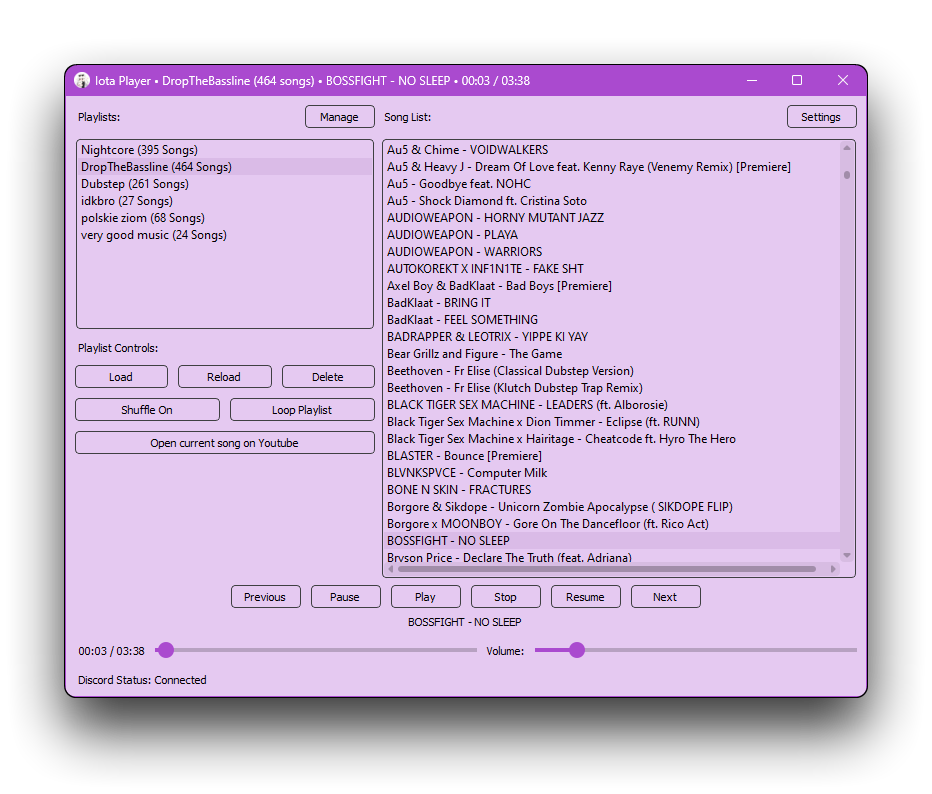 Iota Player • DropTheBassline (464 songs) • BOSSFIGHT - NO SLEEP • 00:03 / 03:38
Playlists:
Manage
Song List:
Settings
Nightcore (395 Songs)
DropTheBassline (464 Songs)
Dubstep (261 Songs)
idkbro (27 Songs)
polskie ziom (68 Songs)
very good music (24 Songs)
Au5 & Chime - VOIDWALKERS
Au5 & Heavy J - Dream Of Love feat. Kenny Raye (Venemy Remix) [Premiere]
Au5 - Goodbye feat. NOHC
Au5 - Shock Diamond ft. Cristina Soto
AUDIOWEAPON - HORNY MUTANT JAZZ
AUDIOWEAPON - PLAYA
AUDIOWEAPON - WARRIORS
AUTOKOREKT X INF1N1TE - FAKE SHT
Axel Boy & BadKlaat - Bad Boys [Premiere]
BadKlaat - BRING IT
BadKlaat - FEEL SOMETHING
BADRAPPER & LEOTRIX - YIPPE KI YAY
Bear Grillz and Figure - The Game
Beethoven - Fr Elise (Classical Dubstep Version)
Beethoven - Fr Elise (Klutch Dubstep Trap Remix)
BLACK TIGER SEX MACHINE - LEADERS (ft. Alborosie)
Black Tiger Sex Machine x Dion Timmer - Eclipse (ft. RUNN)
Black Tiger Sex Machine x Hairitage - Cheatcode ft. Hyro The Hero
BLASTER - Bounce [Premiere]
BLVNKSPVCE - Computer Milk
BONE N SKIN - FRACTURES
Borgore & Sikdope - Unicorn Zombie Apocalypse ( SIKDOPE FLIP)
Borgore x MOONBOY - Gore On The Dancefloor (ft. Rico Act)
BOSSFIGHT - NO SLEEP
Bryson Price - Declare The Truth (feat. Adriana)
Playlist Controls:
Load
Reload
Delete
Shuffle On
Loop Playlist
Open current song on Youtube
Previous
Pause
Play
Stop
Resume
Next
BOSSFIGHT - NO SLEEP
00:03 / 03:38
Volume:
Discord Status: Connected